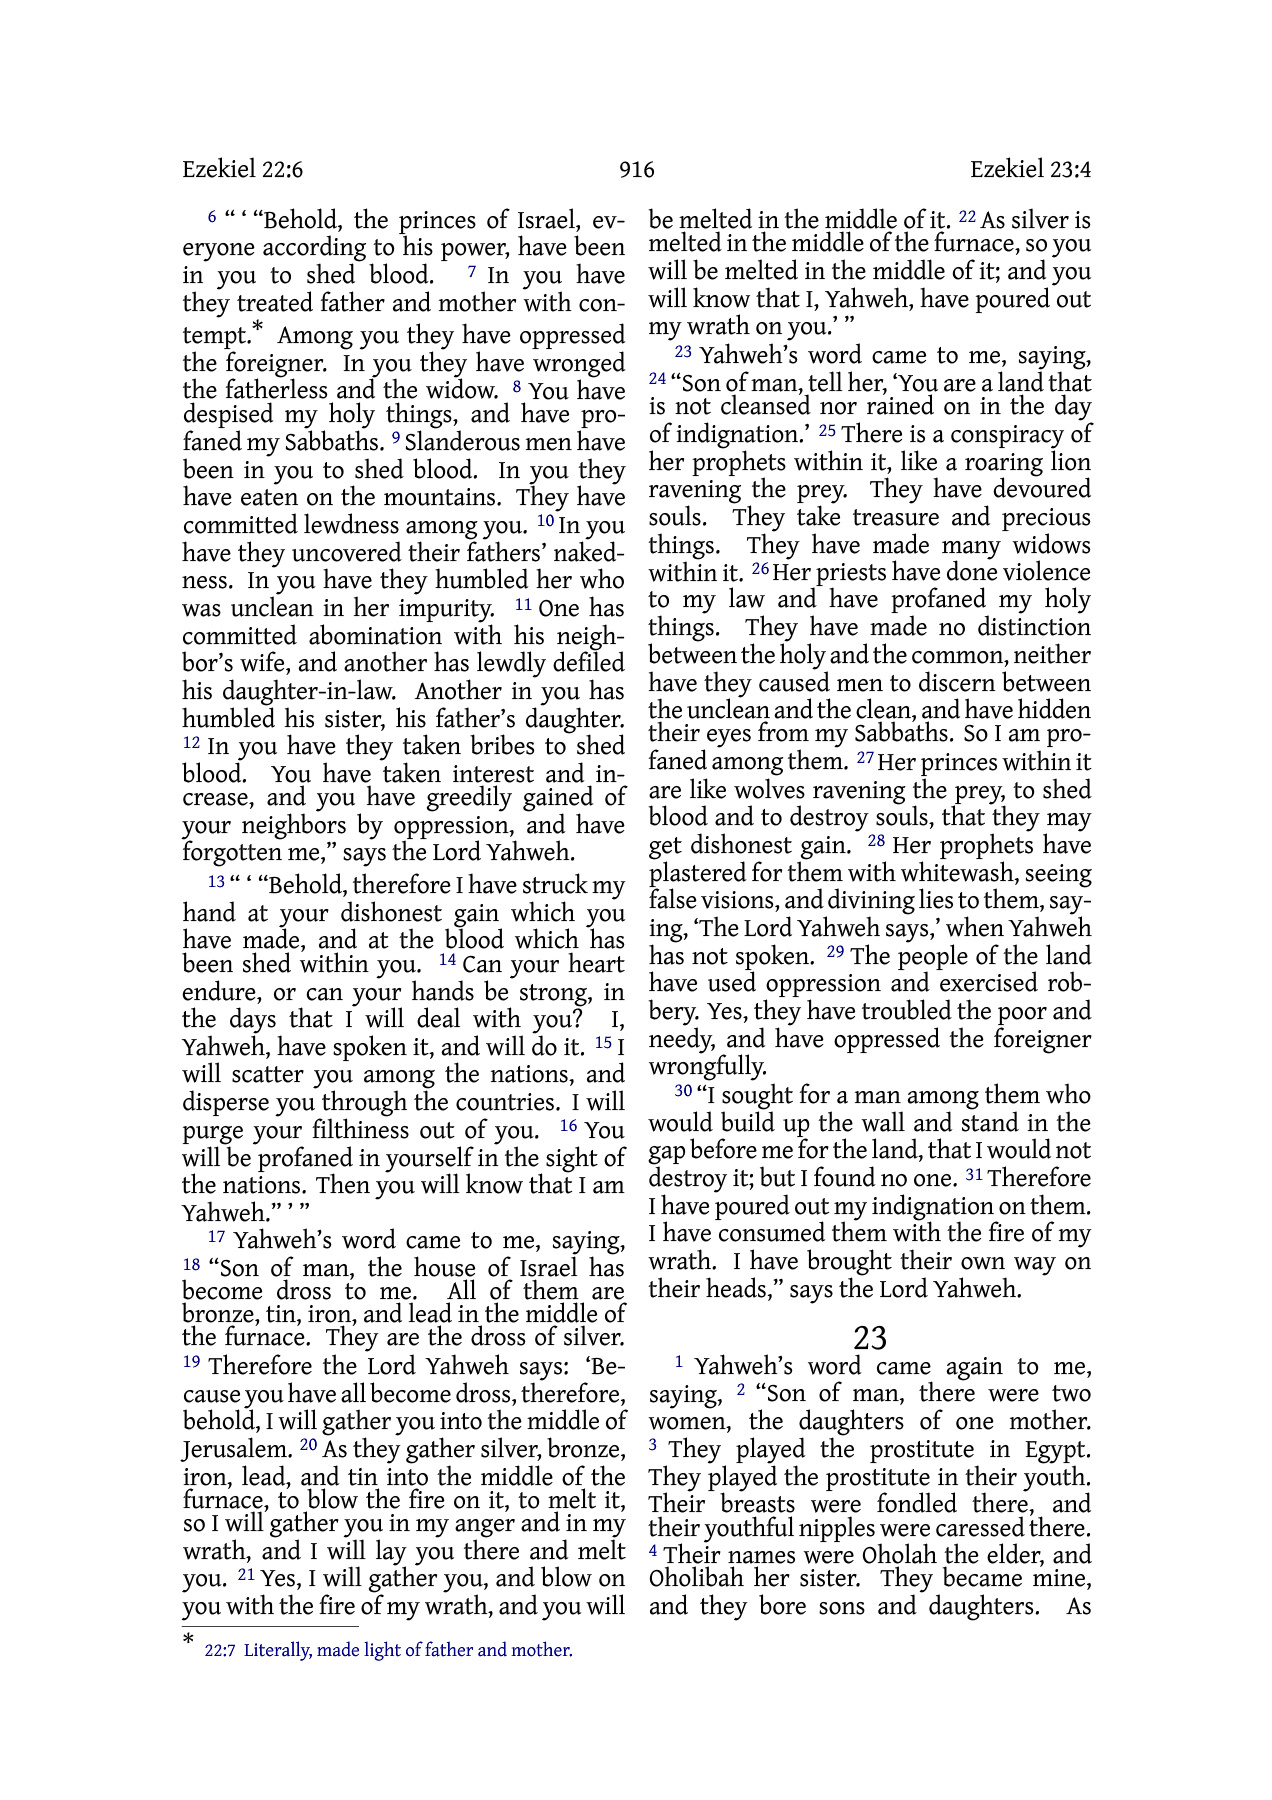 Ezekiel 22:6 916 Ezekiel 23:4
6 “ ‘ “Behold, the princes of Israel, ev-
eryone according to his power, have been
in you to shed blood. 7 In you have
they treated father and mother with con-
tempt.* Among you they have oppressed
the foreigner. In you they have wronged
the fatherless and the widow. 8 You have
despised my holy things, and have pro-
faned my Sabbaths. 9 Slanderous men have
been in you to shed blood. In you they
have eaten on the mountains. They have
committed lewdness among you. 10 In you
have they uncovered their fathers’ naked-
ness. In you have they humbled her who
was unclean in her impurity. 11 One has
committed abomination with his neigh-
bor’s wife, and another has lewdly defiled
his daughter-in-law. Another in you has
humbled his sister, his father’s daughter.
12 In you have they taken bribes to shed
blood. You have taken interest and in-
crease, and you have greedily gained of
your neighbors by oppression, and have
forgotten me,” says the Lord Yahweh.
13 “ ‘ “Behold, therefore I have struck my
hand at your dishonest gain which you
have made, and at the blood which has
been shed within you. 14 Can your heart
endure, or can your hands be strong, in
the days that I will deal with you? I,
Yahweh, have spoken it, and will do it. 15 I
will scatter you among the nations, and
disperse you through the countries. I will
purge your filthiness out of you. 16 You
will be profaned in yourself in the sight of
the nations. Then you will know that I am
Yahweh.” ’ ”
17 Yahweh’s word came to me, saying,
18 “Son of man, the house of Israel has
become dross to me. All of them are
bronze, tin, iron, and lead in the middle of
the furnace. They are the dross of silver.
19 Therefore the Lord Yahweh says: ‘Be-
cause you have all become dross, therefore,
behold, I will gather you into the middle of
Jerusalem. 20 As they gather silver, bronze,
iron, lead, and tin into the middle of the
furnace, to blow the fire on it, to melt it,
so I will gather you in my anger and in my
wrath, and I will lay you there and melt
you. 21 Yes, I will gather you, and blow on
you with the fire of my wrath, and you will
* 22:7 Literally, made light of father and mother.
be melted in the middle of it. 22 As silver is
melted in the middle of the furnace, so you
will be melted in the middle of it; and you
will know that I, Yahweh, have poured out
my wrath on you.’ ”
23 Yahweh’s word came to me, saying,
24 “Son of man, tell her, ‘You are a land that
is not cleansed nor rained on in the day
of indignation.’ 25 There is a conspiracy of
her prophets within it, like a roaring lion
ravening the prey. They have devoured
souls. They take treasure and precious
things. They have made many widows
within it. 26 Her priests have done violence
to my law and have profaned my holy
things. They have made no distinction
between the holy and the common, neither
have they caused men to discern between
the unclean and the clean, and have hidden
their eyes from my Sabbaths. So I am pro-
faned among them. 27 Her princes within it
are like wolves ravening the prey, to shed
blood and to destroy souls, that they may
get dishonest gain. 28 Her prophets have
plastered for them with whitewash, seeing
false visions, and divining lies to them, say-
ing, ‘The Lord Yahweh says,’ when Yahweh
has not spoken. 29 The people of the land
have used oppression and exercised rob-
bery. Yes, they have troubled the poor and
needy, and have oppressed the foreigner
wrongfully.
30 “I sought for a man among them who
would build up the wall and stand in the
gap before me for the land, that I would not
destroy it; but I found no one. 31 Therefore
I have poured out my indignation on them.
I have consumed them with the fire of my
wrath. I have brought their own way on
their heads,” says the Lord Yahweh.
23
1 Yahweh’s word came again to me,
saying, 2 “Son of man, there were two
women, the daughters of one mother.
3 They played the prostitute in Egypt.
They played the prostitute in their youth.
Their breasts were fondled there, and
their youthful nipples were caressed there.
4 Their names were Oholah the elder, and
Oholibah her sister. They became mine,
and they bore sons and daughters. As